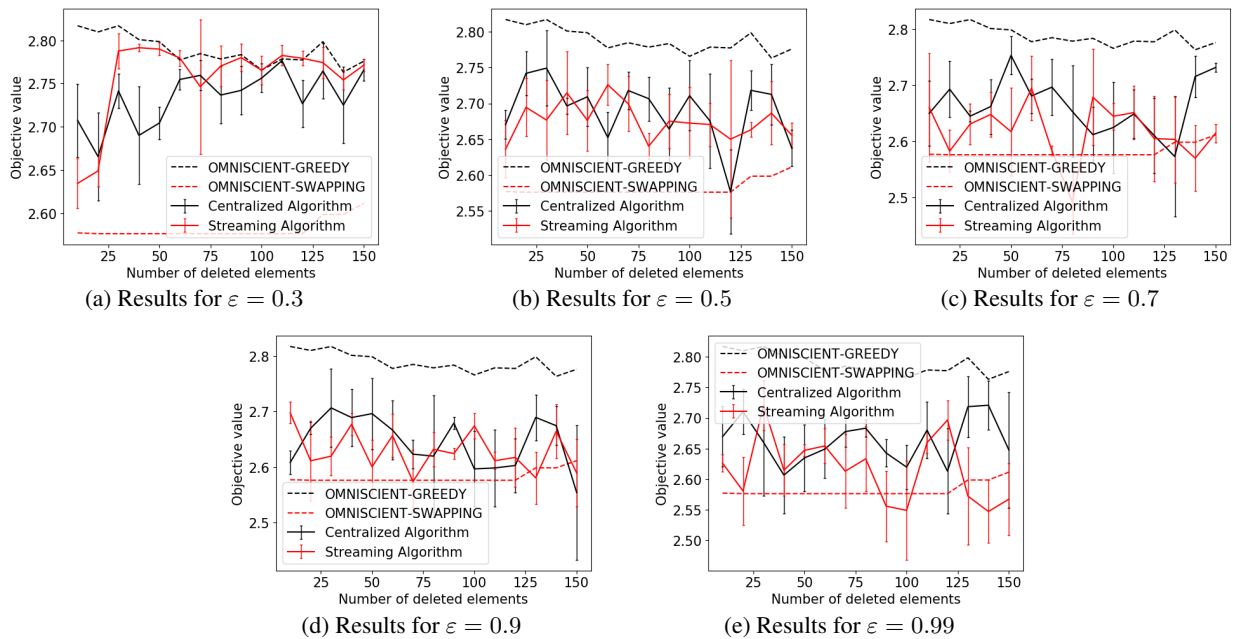 2.80
2.75
2.70
2.65
2.60
Objective value
OMNISCIENT-GREEDY
OMNISCIENT-SWAPPING
Centralized Algorithm
Streaming Algorithm
25 50 75 100 125 150
Number of deleted elements
(a) Results for ε = 0.3
2.80
2.75
2.70
2.65
2.60
2.55
Objective value
OMNISCIENT-GREEDY
OMNISCIENT-SWAPPING
Centralized Algorithm
Streaming Algorithm
25 50 75 100 125 150
Number of deleted elements
(b) Results for ε = 0.5
2.8
2.7
2.6
2.5
Objective value
OMNISCIENT-GREEDY
OMNISCIENT-SWAPPING
Centralized Algorithm
Streaming Algorithm
25 50 75 100 125 150
Number of deleted elements
(c) Results for ε = 0.7
2.8
2.7
2.6
2.5
Objective value
OMNISCIENT-GREEDY
OMNISCIENT-SWAPPING
Centralized Algorithm
Streaming Algorithm
25 50 75 100 125 150
Number of deleted elements
(d) Results for ε = 0.9
2.80
2.75
2.70
2.65
2.60
2.55
2.50
Objective value
OMNISCIENT-GREEDY
OMNISCIENT-SWAPPING
Centralized Algorithm
Streaming Algorithm
25 50 75 100 125 150
Number of deleted elements
(e) Results for ε = 0.99